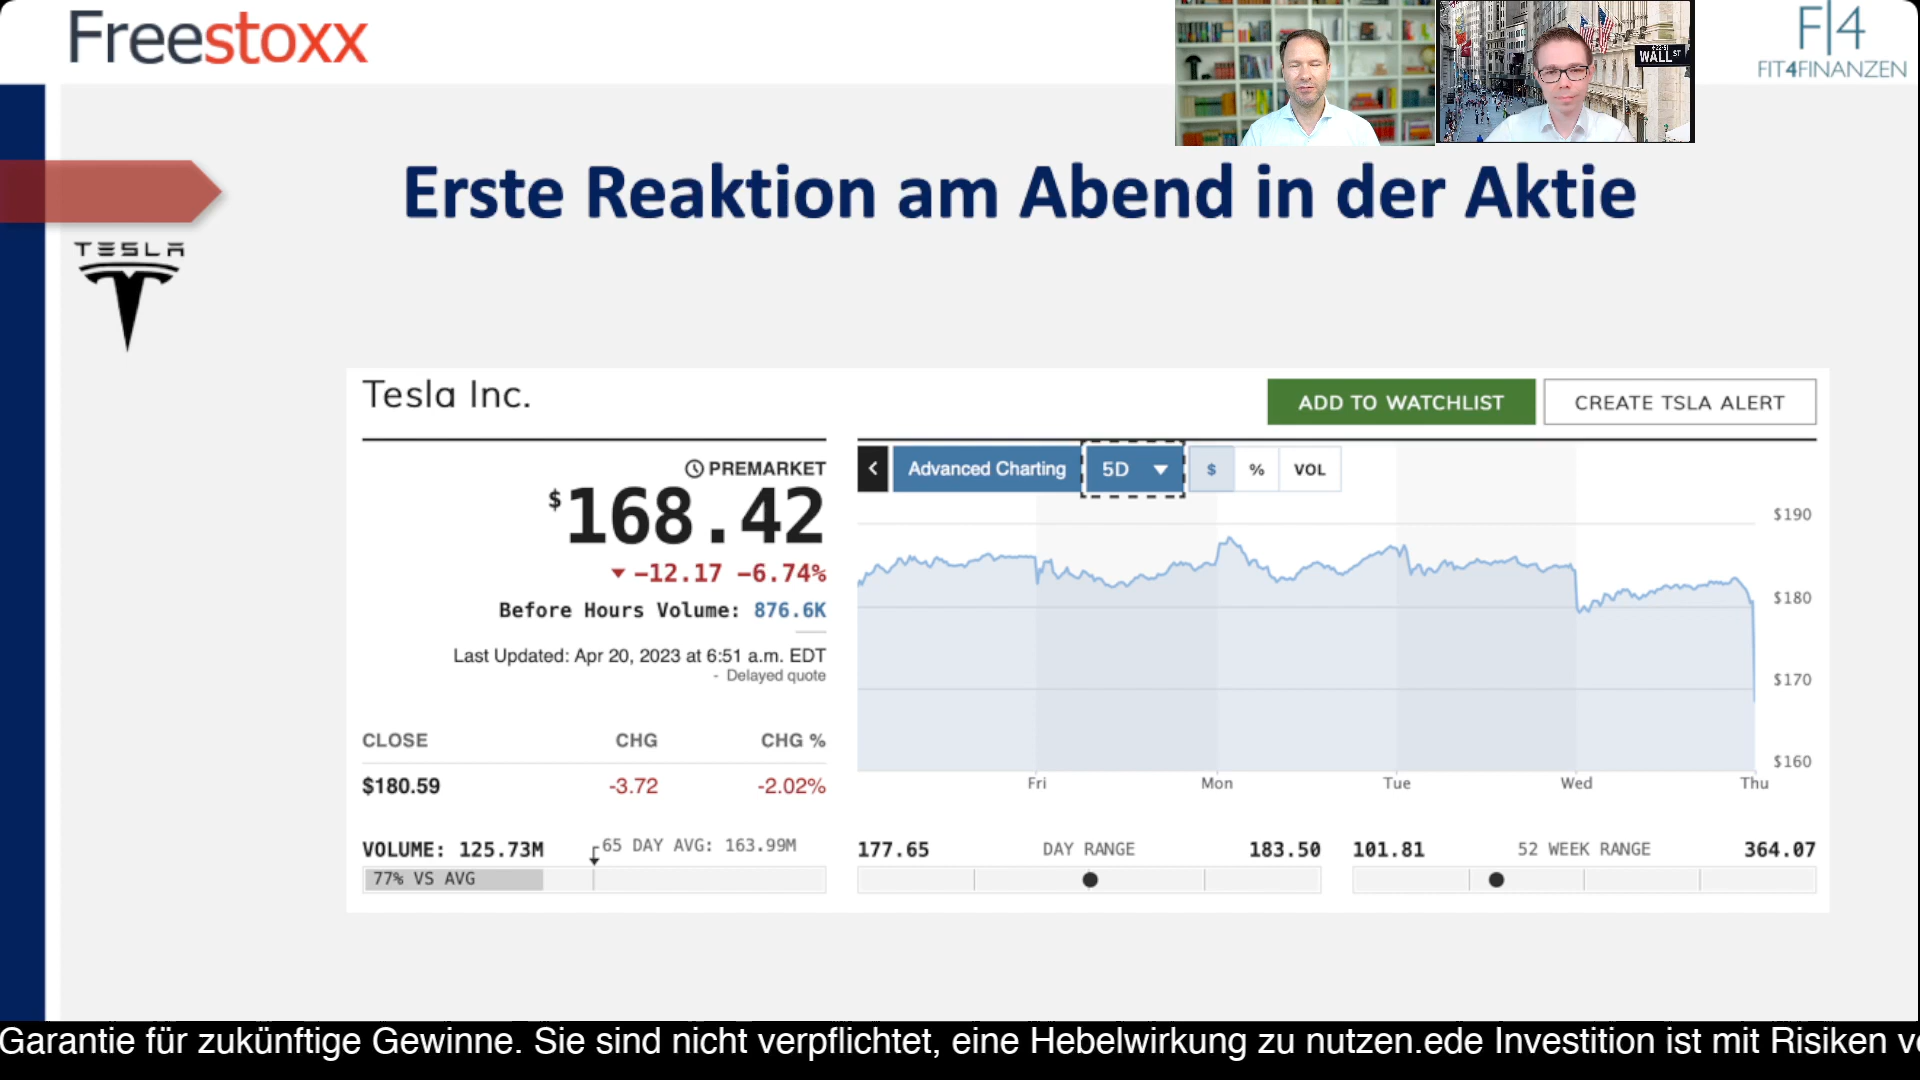 Freestoxx
WALL ST
F|4
FIT4FINANZEN
Erste Reaktion am Abend in der Aktie
TESLA
Tesla Inc.
ADD TO WATCHLIST
CREATE TSLA ALERT
PREMARKET
$168.42
▼ -12.17 -6.74%
Before Hours Volume: 876.6K
Last Updated: Apr 20, 2023 at 6:51 a.m. EDT
- Delayed quote
CLOSE CHG CHG %
$180.59 -3.72 -2.02%
VOLUME: 125.73M
65 DAY AVG: 163.99M
77% VS AVG
< Advanced Charting 5D ▼ $ % VOL
$190
$180
$170
$160
Fri Mon Tue Wed Thu
177.65 DAY RANGE 183.50
101.81 52 WEEK RANGE 364.07
Garantie für zukünftige Gewinne. Sie sind nicht verpflichtet, eine Hebelwirkung zu nutzen.ede Investition ist mit Risiken v